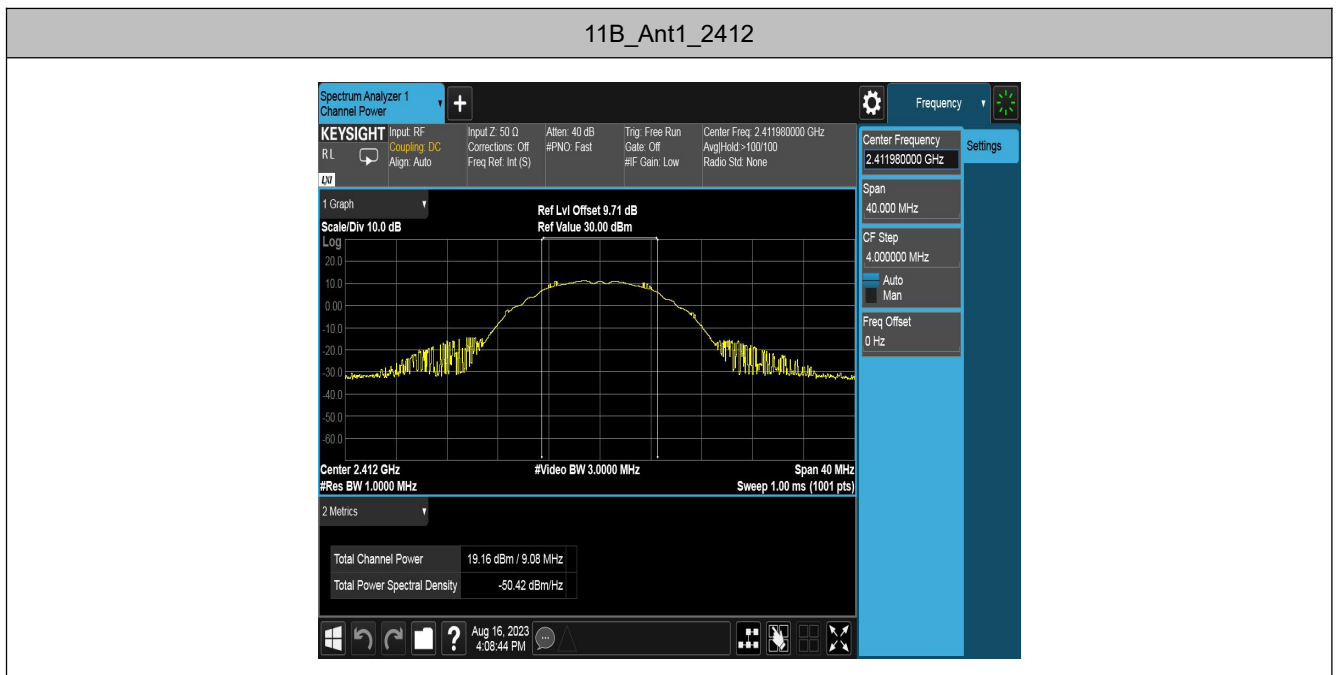 11B_Ant1_2412
Spectrum Analyzer 1
Channel Power
+
Frequency
KEYSIGHT
RL
LXI
Input: RF
Coupling: DC
Align: Auto
Input Z: 50 Ω
Corrections: Off
Freq Ref: Int (S)
Atten: 40 dB
#PNO: Fast
Trig: Free Run
Gate: Off
#IF Gain: Low
Center Freq: 2.411980000 GHz
Avg|Hold:>100/100
Radio Std: None
Center Frequency
2.411980000 GHz
Settings
Span
40.000 MHz
CF Step
4.000000 MHz
Auto
Man
Freq Offset
0 Hz
1 Graph
Scale/Div 10.0 dB
Ref Lvl Offset 9.71 dB
Ref Value 30.00 dBm
Log
20.0
10.0
0.00
-10.0
-20.0
-30.0
-40.0
-50.0
-60.0
Center 2.412 GHz
#Video BW 3.0000 MHz
Span 40 MHz
#Res BW 1.0000 MHz
Sweep 1.00 ms (1001 pts)
2 Metrics
Total Channel Power 19.16 dBm / 9.08 MHz
Total Power Spectral Density -50.42 dBm/Hz
?
Aug 16, 2023
4:08:44 PM